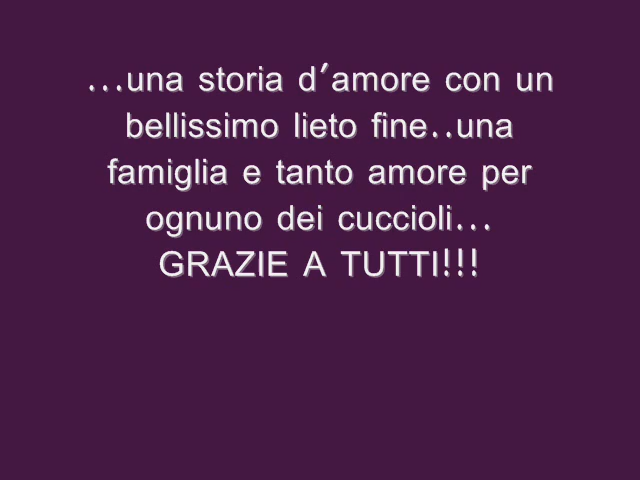 ...una storia d'amore con un
bellissimo lieto fine..una
famiglia e tanto amore per
ognuno dei cuccioli...
GRAZIE A TUTTI!!!